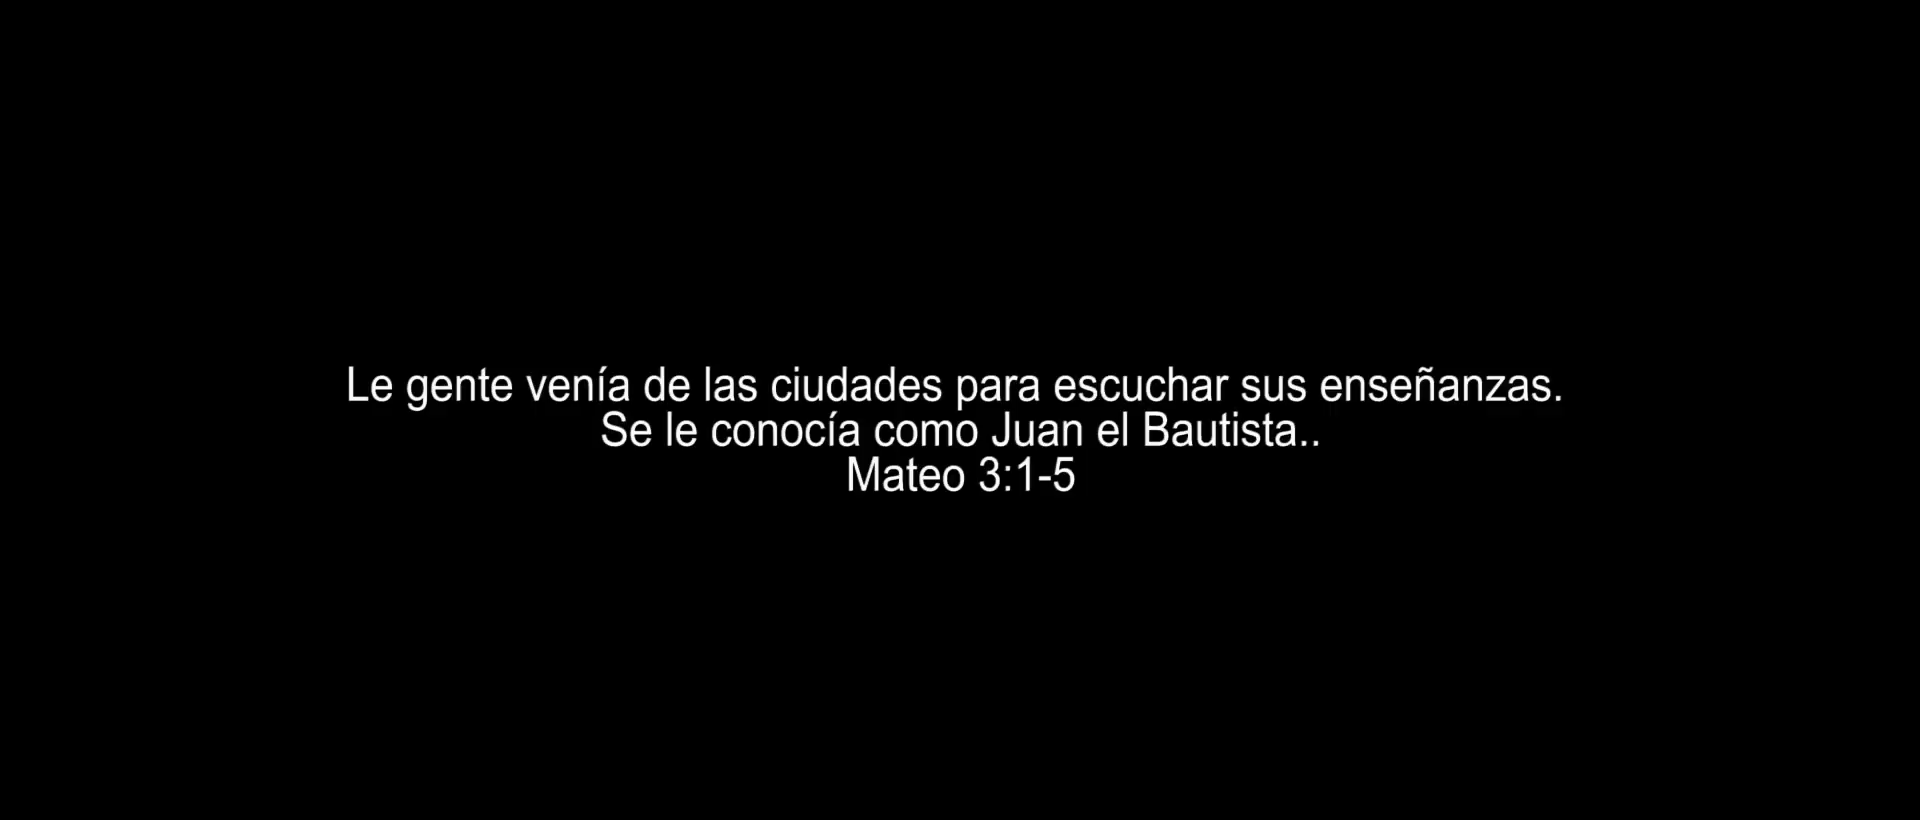 Le gente venía de las ciudades para escuchar sus enseñanzas.
Se le conocía como Juan el Bautista..
Mateo 3:1-5